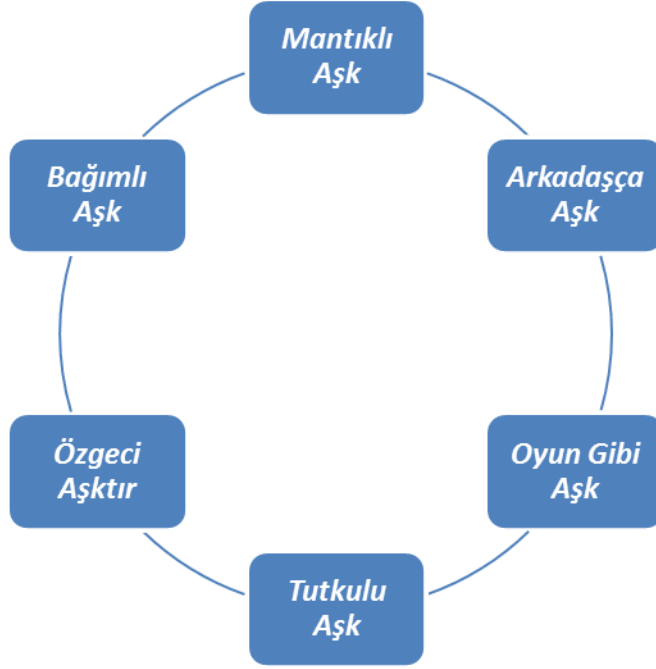 Mantıklı
Aşk
Arkadaşça
Aşk
Oyun Gibi
Aşk
Tutkulu
Aşk
Özgeci
Aşktır
Bağımlı
Aşk